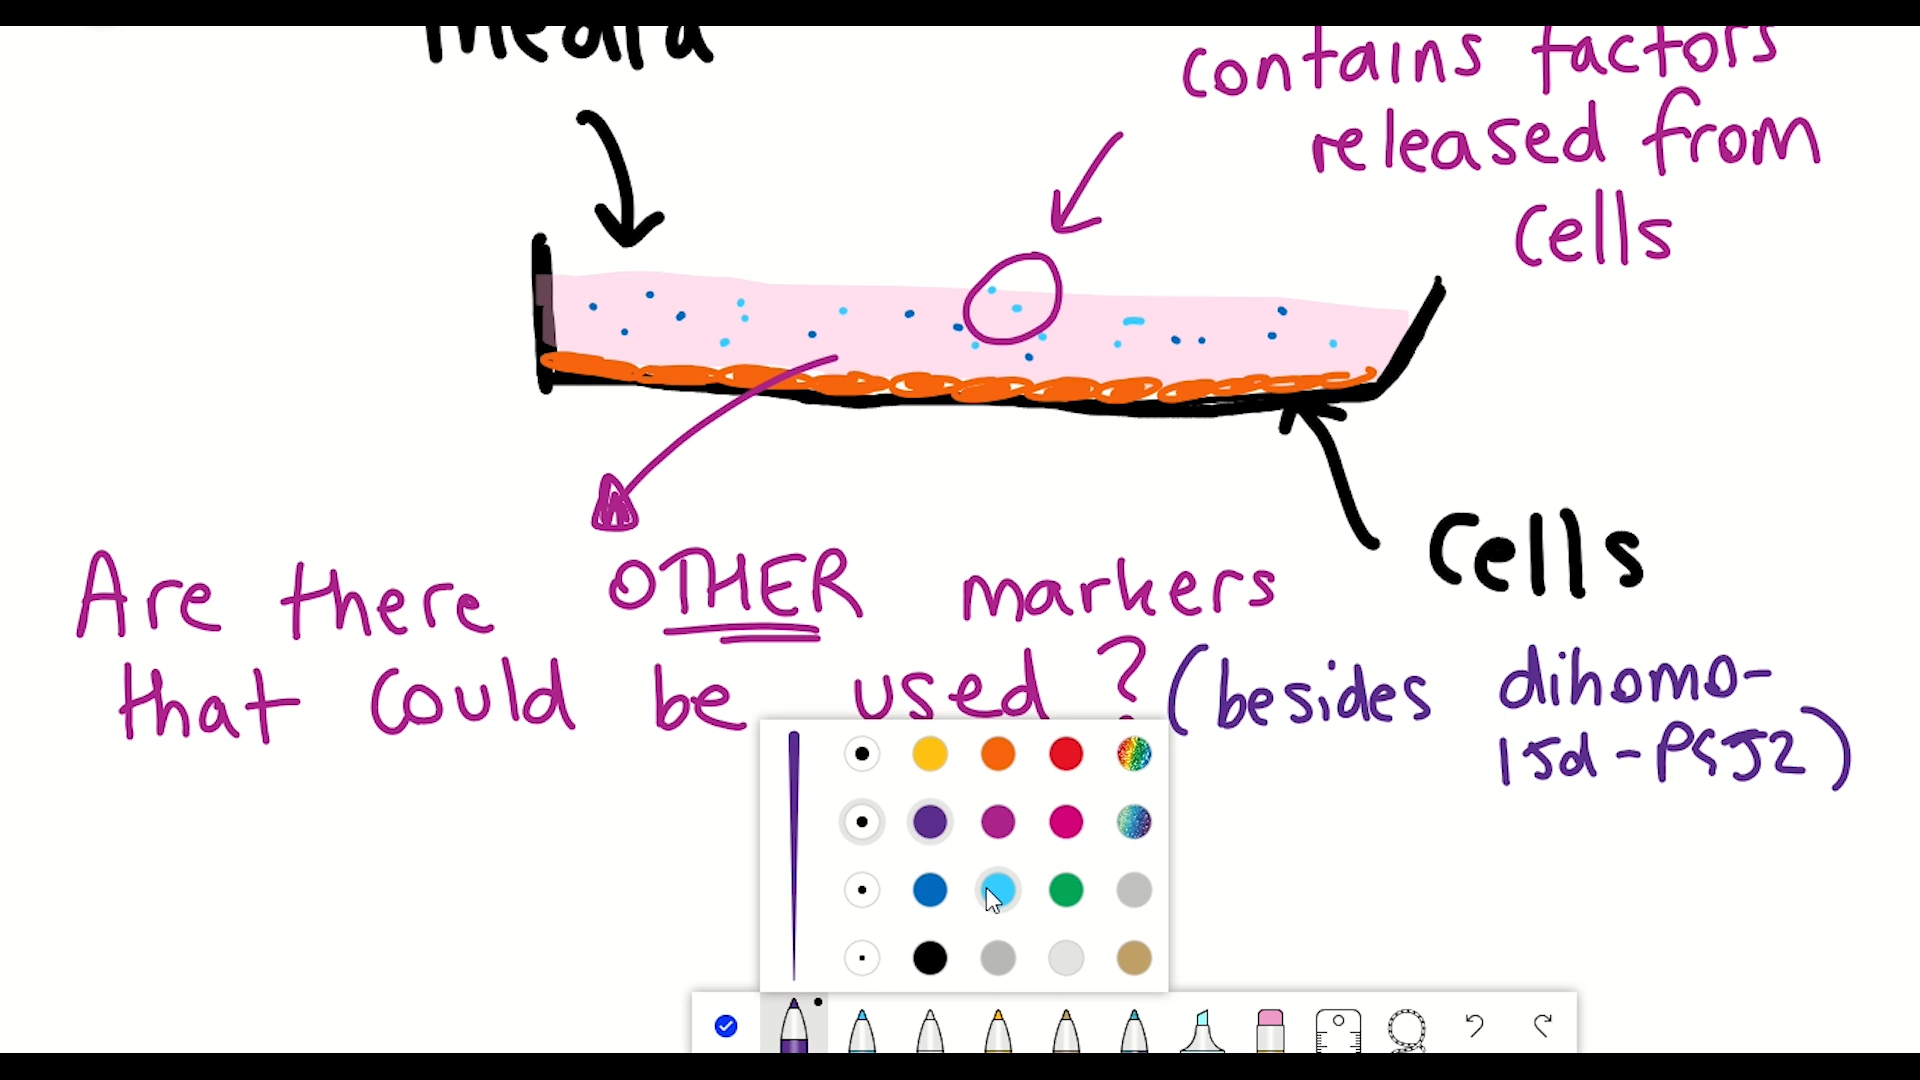 media
contains factors
released from
cells
Cells
Are there OTHER markers
that could be used? (besides dihomo-
15d-PGJ2)